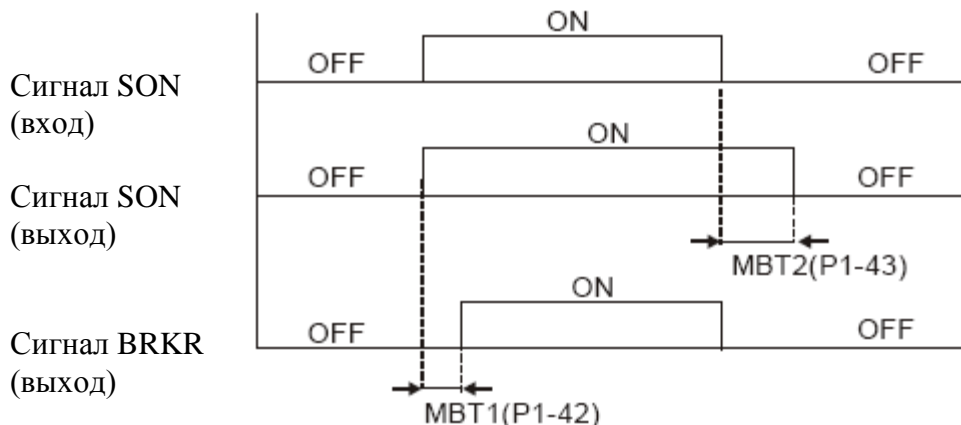 ON
OFF
OFF
Сигнал SON
(вход)
ON
OFF
OFF
Сигнал SON
(выход)
MBT2(P1-43)
ON
OFF
OFF
Сигнал BRKR
(выход)
MBT1(P1-42)